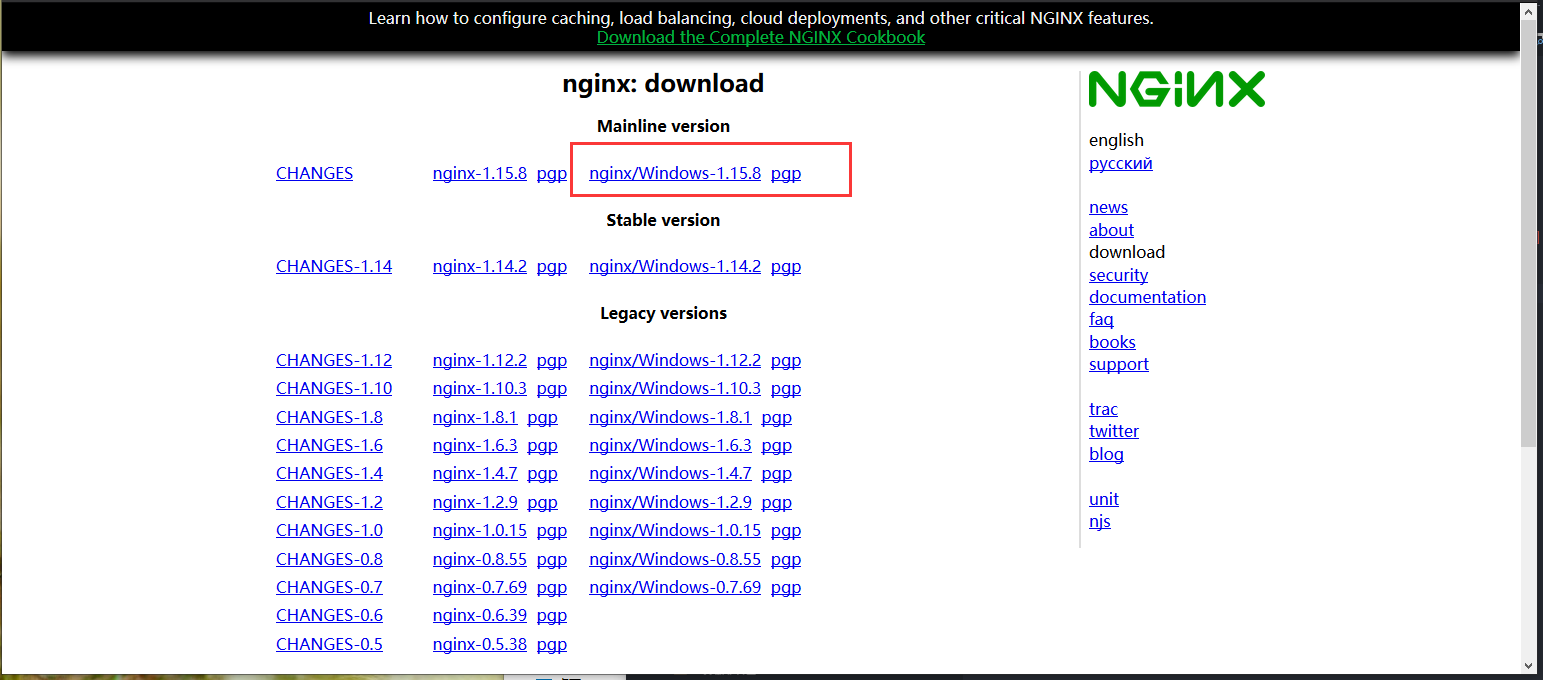 Learn how to configure caching, load balancing, cloud deployments, and other critical NGINX features.
Download the Complete NGINX Cookbook
nginx: download
Mainline version
CHANGES nginx-1.15.8 pgp nginx/Windows-1.15.8 pgp
Stable version
CHANGES-1.14 nginx-1.14.2 pgp nginx/Windows-1.14.2 pgp
Legacy versions
CHANGES-1.12 nginx-1.12.2 pgp nginx/Windows-1.12.2 pgp
CHANGES-1.10 nginx-1.10.3 pgp nginx/Windows-1.10.3 pgp
CHANGES-1.8 nginx-1.8.1 pgp nginx/Windows-1.8.1 pgp
CHANGES-1.6 nginx-1.6.3 pgp nginx/Windows-1.6.3 pgp
CHANGES-1.4 nginx-1.4.7 pgp nginx/Windows-1.4.7 pgp
CHANGES-1.2 nginx-1.2.9 pgp nginx/Windows-1.2.9 pgp
CHANGES-1.0 nginx-1.0.15 pgp nginx/Windows-1.0.15 pgp
CHANGES-0.8 nginx-0.8.55 pgp nginx/Windows-0.8.55 pgp
CHANGES-0.7 nginx-0.7.69 pgp nginx/Windows-0.7.69 pgp
CHANGES-0.6 nginx-0.6.39 pgp
CHANGES-0.5 nginx-0.5.38 pgp
NGINX
english
русский
news
about
download
security
documentation
faq
books
support
trac
twitter
blog
unit
njs